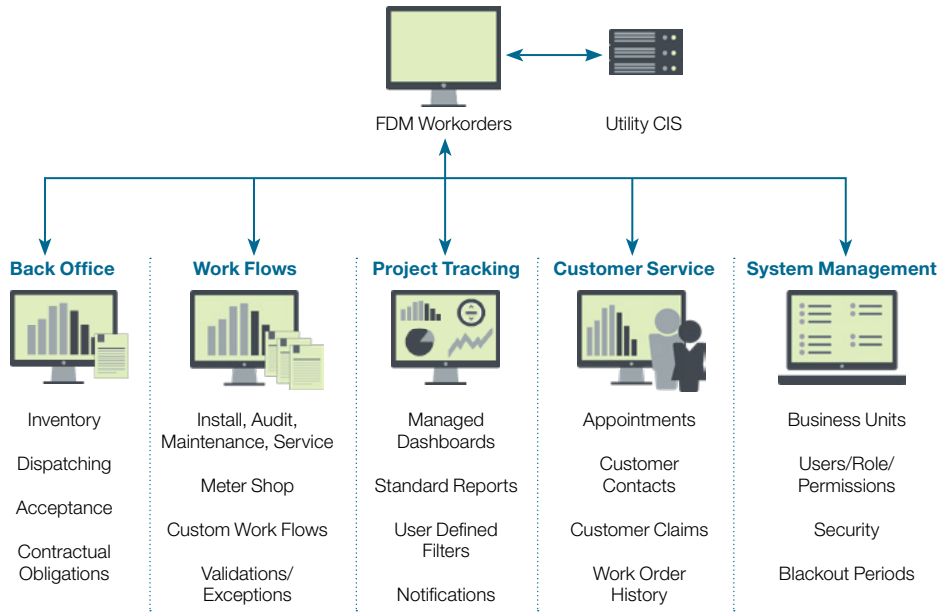 FDM Workorders
Utility CIS
Back Office
Work Flows
Project Tracking
Customer Service
System Management
Inventory
Dispatching
Acceptance
Contractual
Obligations
Install, Audit,
Maintenance, Service
Meter Shop
Custom Work Flows
Validations/
Exceptions
Managed
Dashboards
Standard Reports
User Defined
Filters
Notifications
Appointments
Customer
Contacts
Customer Claims
Work Order
History
Business Units
Users/Role/
Permissions
Security
Blackout Periods